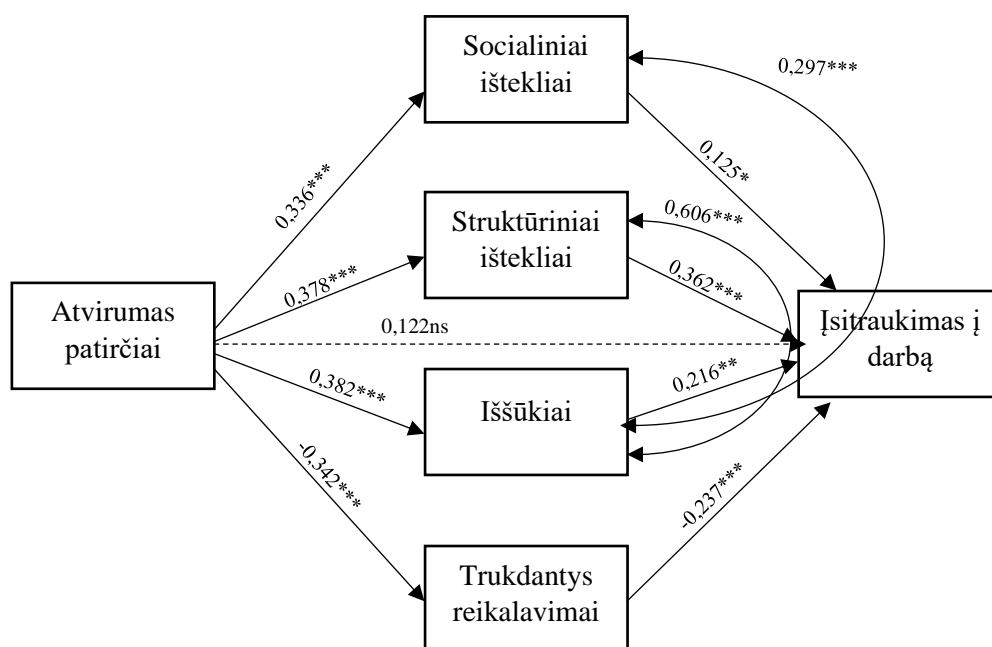 Socialiniai
ištekliai
0,297***
0,336***
0,125*
Struktūriniai
ištekliai
0,606***
0,378***
0,362***
Atvirumas
patirčiai
0,122ns
Įsitraukimas į
darbą
0,382***
Iššūkiai
0,216**
-0,342***
-0,237***
Trukdantys
reikalavimai